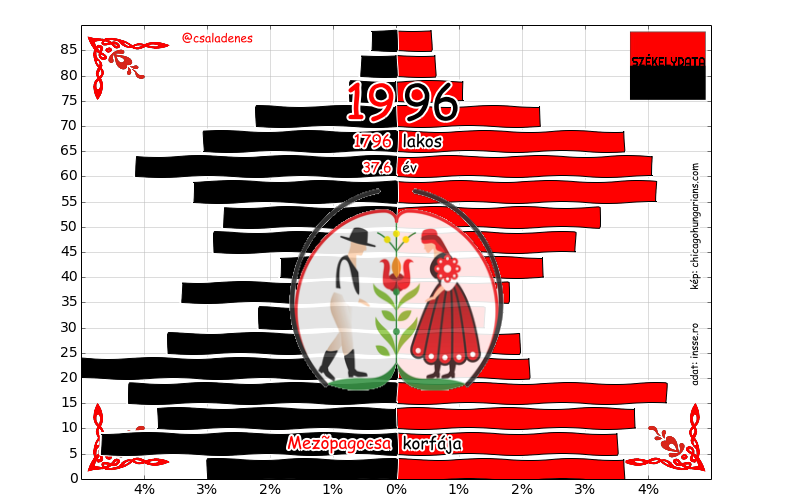 @csaladenes
SZÉKELYDATA
1996
1796 lakos
37.6 év
kép: chicagohungarians.com
adat: insse.ro
Mezõpagocsa korfája
85
80
75
70
65
60
55
50
45
40
35
30
25
20
15
10
5
0
4% 3% 2% 1% 0% 1% 2% 3% 4%